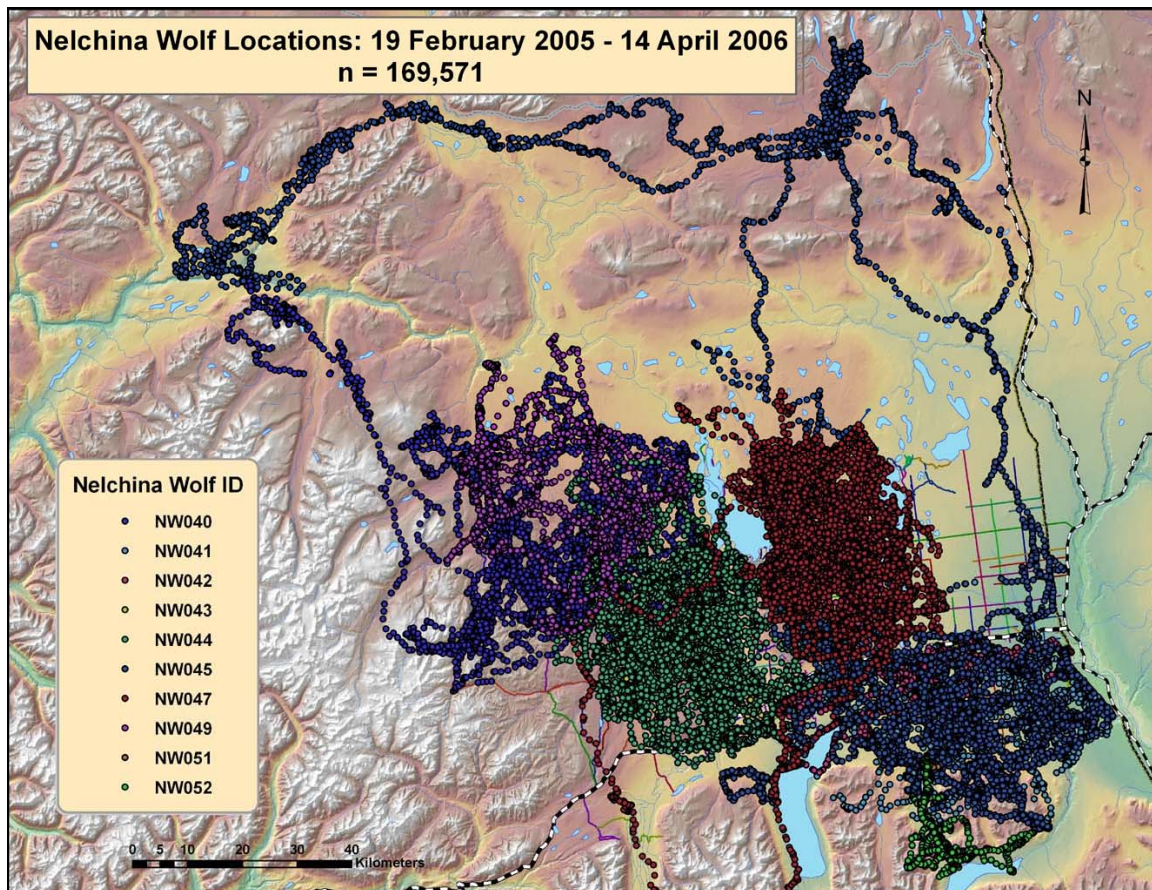 Nelchina Wolf Locations: 19 February 2005 - 14 April 2006
n = 169,571
N
Nelchina Wolf ID
NW040
NW041
NW042
NW043
NW044
NW045
NW047
NW049
NW051
NW052
0 5 10 20 30 40
Kilometers